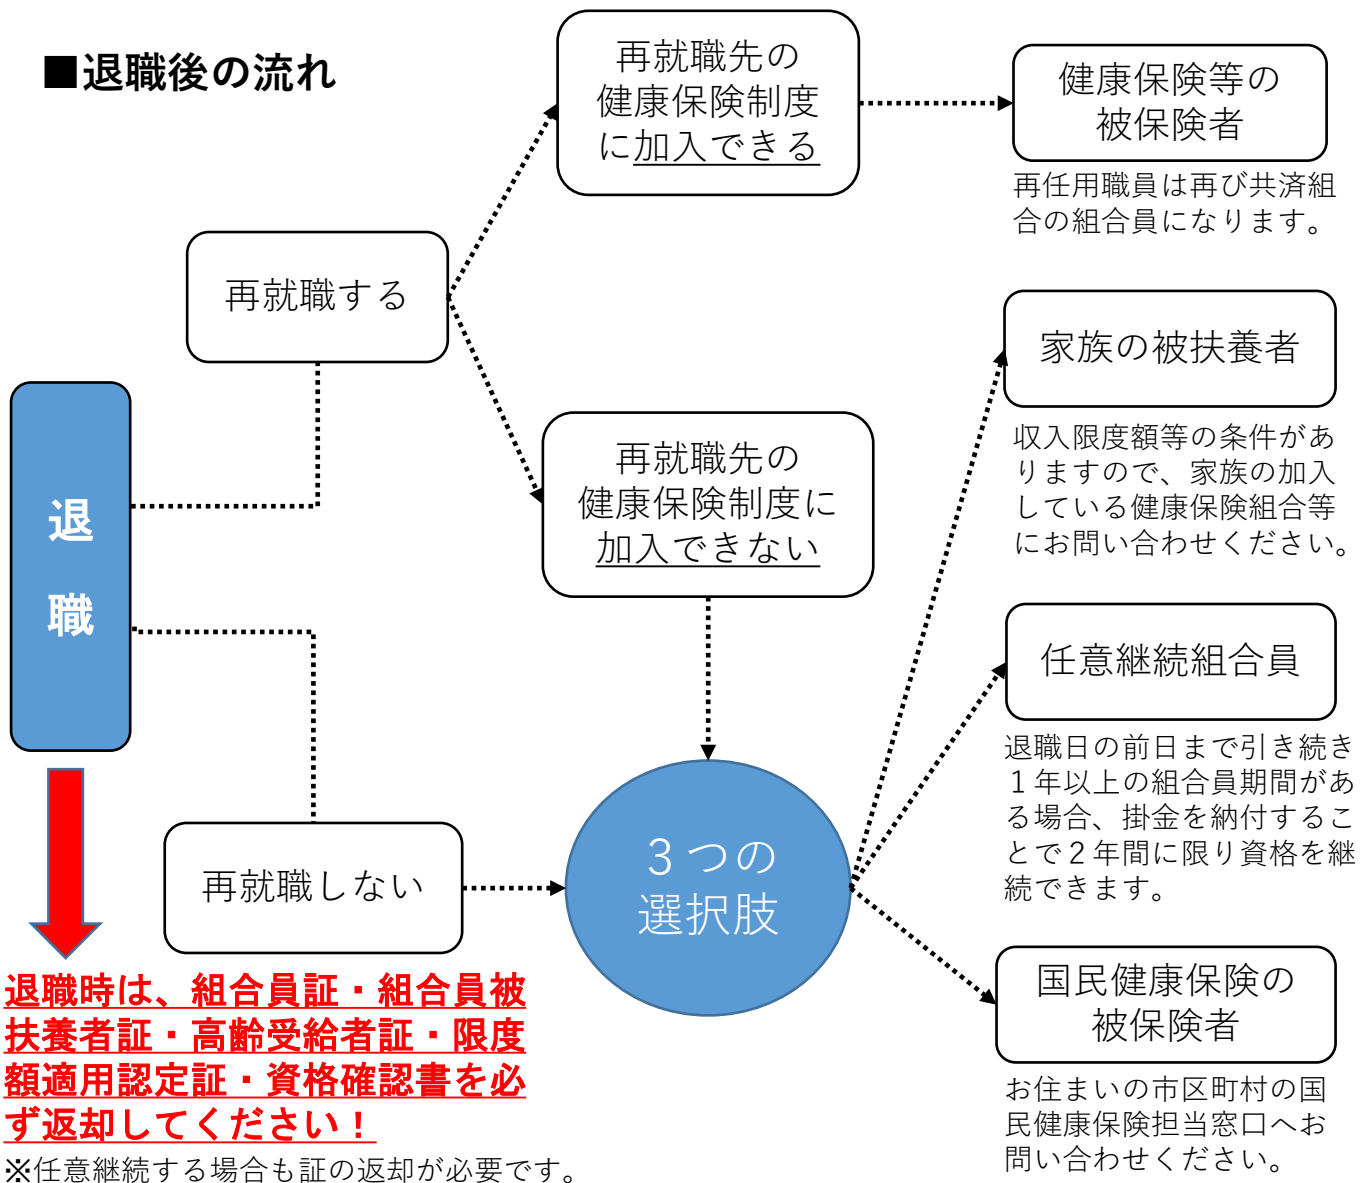 ■退職後の流れ
再就職先の
健康保険制度
に加入できる
健康保険等の
被保険者
再任用職員は再び共済組
合の組合員になります。
再就職する
家族の被扶養者
収入限度額等の条件があ
りますので、家族の加入
している健康保険組合等
にお問い合わせください。
再就職先の
健康保険制度に
加入できない
退
職
任意継続組合員
退職日の前日まで引き続き
１年以上の組合員期間があ
る場合、掛金を納付するこ
とで２年間に限り資格を継
続できます。
再就職しない
３つの
選択肢
国民健康保険の
被保険者
お住まいの市区町村の国
民健康保険担当窓口へお
問い合わせください。
退職時は、組合員証・組合員被
扶養者証・高齢受給者証・限度
額適用認定証・資格確認書を必
ず返却してください！
※任意継続する場合も証の返却が必要です。